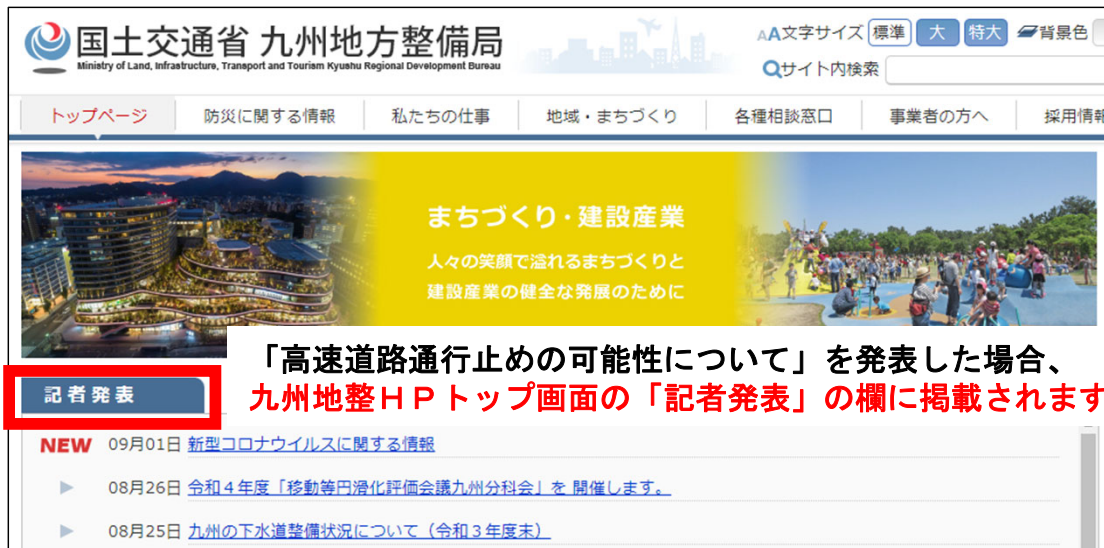 国土交通省 九州地方整備局
Ministry of Land, Infrastructure, Transport and Tourism Kyushu Regional Development Bureau
AA文字サイズ 標準 大 特大 背景色
サイト内検索
トップページ 防災に関する情報 私たちの仕事 地域・まちづくり 各種相談窓口 事業者の方へ 採用情報
まちづくり・建設産業
人々の笑顔で溢れるまちづくりと
建設産業の健全な発展のために
「高速道路通行止めの可能性について」を発表した場合、
九州地整ＨＰトップ画面の「記者発表」の欄に掲載されます
記者発表
NEW 09月01日 新型コロナウイルスに関する情報
08月26日 令和４年度「移動等円滑化評価会議九州分科会」を 開催します。
08月25日 九州の下水道整備状況について（令和３年度末）